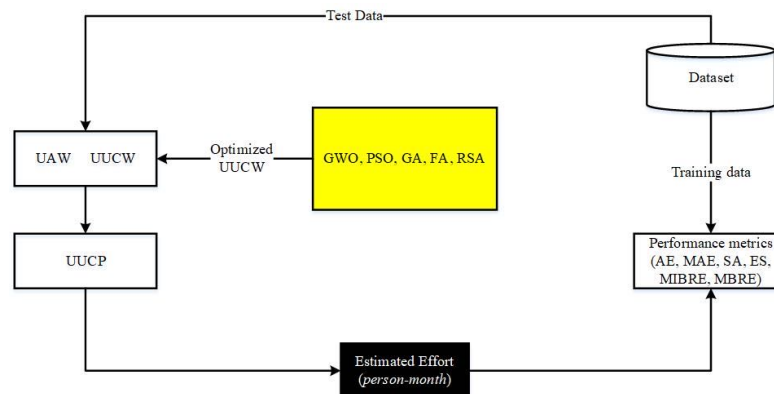 Test Data
Dataset
UAW UUCW
Optimized
UUCW
GWO, PSO, GA, FA, RSA
Training data
UUCP
Performance metrics
(AE, MAE, SA, ES,
MIBRE, MBRE)
Estimated Effort
(person-month)